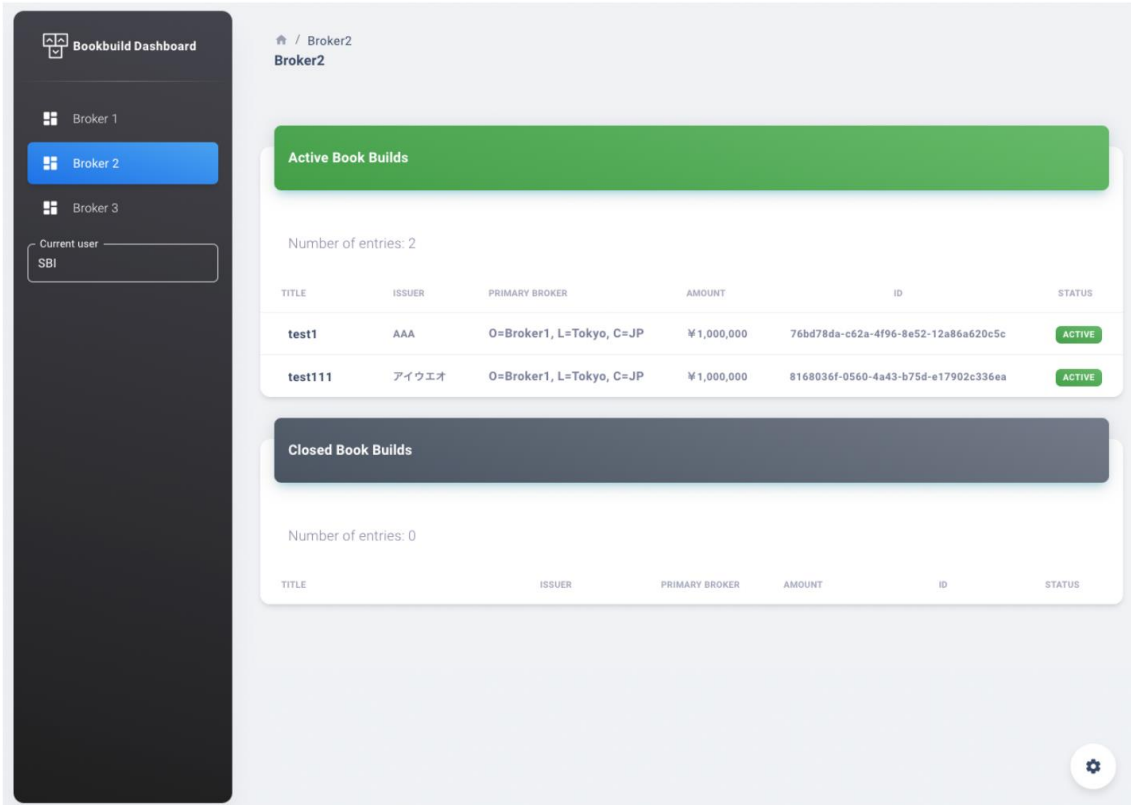 Bookbuild Dashboard
Broker 1
Broker 2
Broker 3
Current user
SBI
/ Broker2
Broker2
Active Book Builds
Number of entries: 2
TITLE ISSUER PRIMARY BROKER AMOUNT ID STATUS
test1 AAA O=Broker1, L=Tokyo, C=JP ¥1,000,000 76bd78da-c62a-4f96-8e52-12a86a620c5c ACTIVE
test111 アイウエオ O=Broker1, L=Tokyo, C=JP ¥1,000,000 8168036f-0560-4a43-b75d-e17902c336ea ACTIVE
Closed Book Builds
Number of entries: 0
TITLE ISSUER PRIMARY BROKER AMOUNT ID STATUS